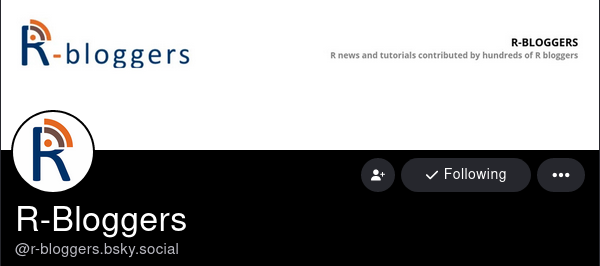 R-bloggers
R-BLOGGERS
R news and tutorials contributed by hundreds of R bloggers
R
Following
R-Bloggers
@r-bloggers.bsky.social